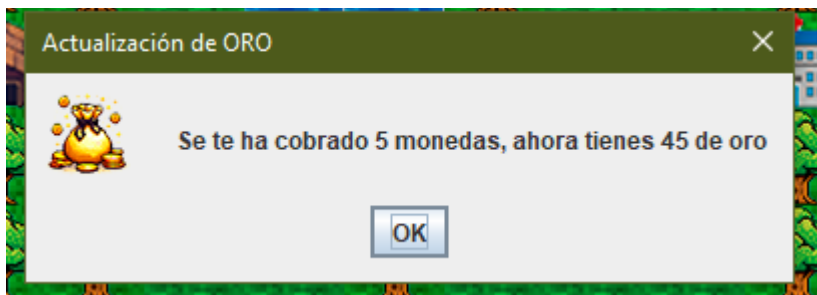 Actualización de ORO
Se te ha cobrado 5 monedas, ahora tienes 45 de oro
OK